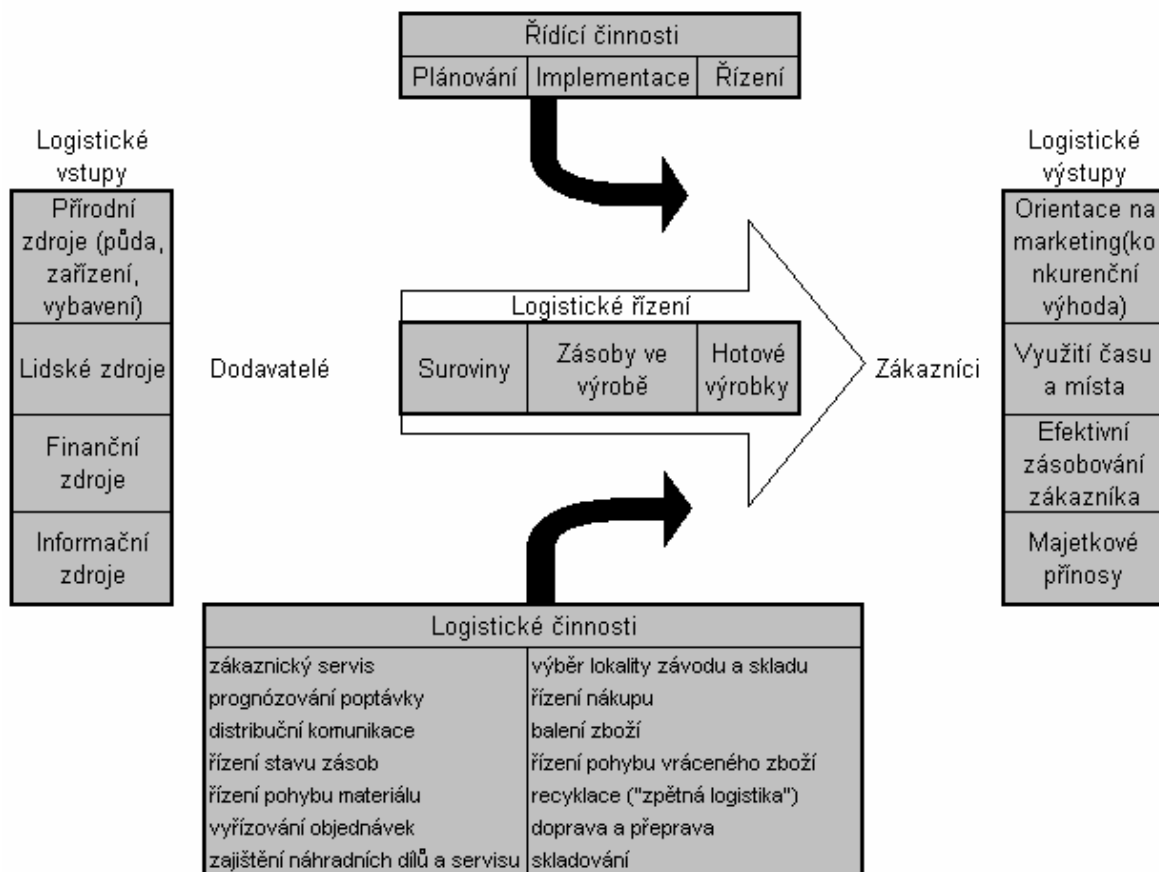 Řídící činnosti
Plánování Implementace Řízení
Logistické
vstupy
Přírodní
zdroje (půda,
zařízení,
vybavení)
Lidské zdroje
Finanční
zdroje
Informační
zdroje
Dodavatelé
Logistické řízení
Suroviny
Zásoby ve
výrobě
Hotové
výrobky
Zákazníci
Logistické
výstupy
Orientace na
marketing(ko
nkurenční
výhoda)
Využití času
a místa
Efektivní
zásobování
zákazníka
Majetkové
přínosy
Logistické činnosti
zákaznický servis
prognózování poptávky
distribuční komunikace
řízení stavu zásob
řízení pohybu materiálu
vyřízování objednávek
zajištění náhradních dílů a servisu
výběr lokality závodu a skladu
řízení nákupu
balení zboží
řízení pohybu vráceného zboží
recyklace ("zpětná logistika")
doprava a přeprava
skladování